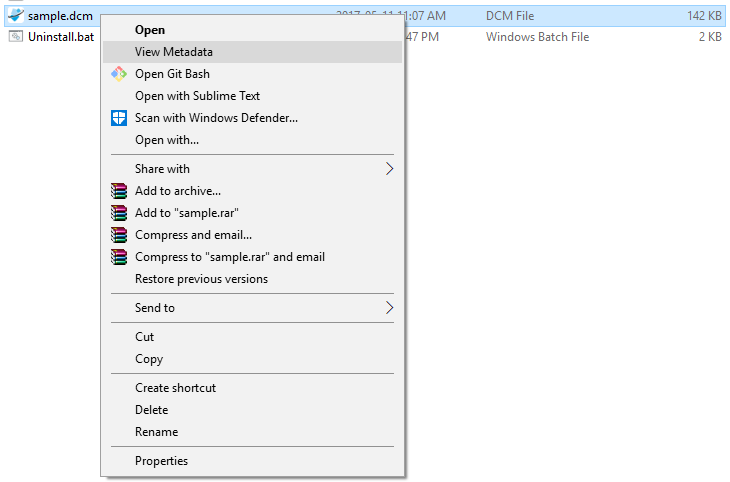 sample.dcm 2017-05-11 11:07 AM DCM File 142 KB
Uninstall.bat 47 PM Windows Batch File 2 KB
Open
View Metadata
Open Git Bash
Open with Sublime Text
Scan with Windows Defender...
Open with...
Share with
Add to archive...
Add to "sample.rar"
Compress and email...
Compress to "sample.rar" and email
Restore previous versions
Send to
Cut
Copy
Create shortcut
Delete
Rename
Properties